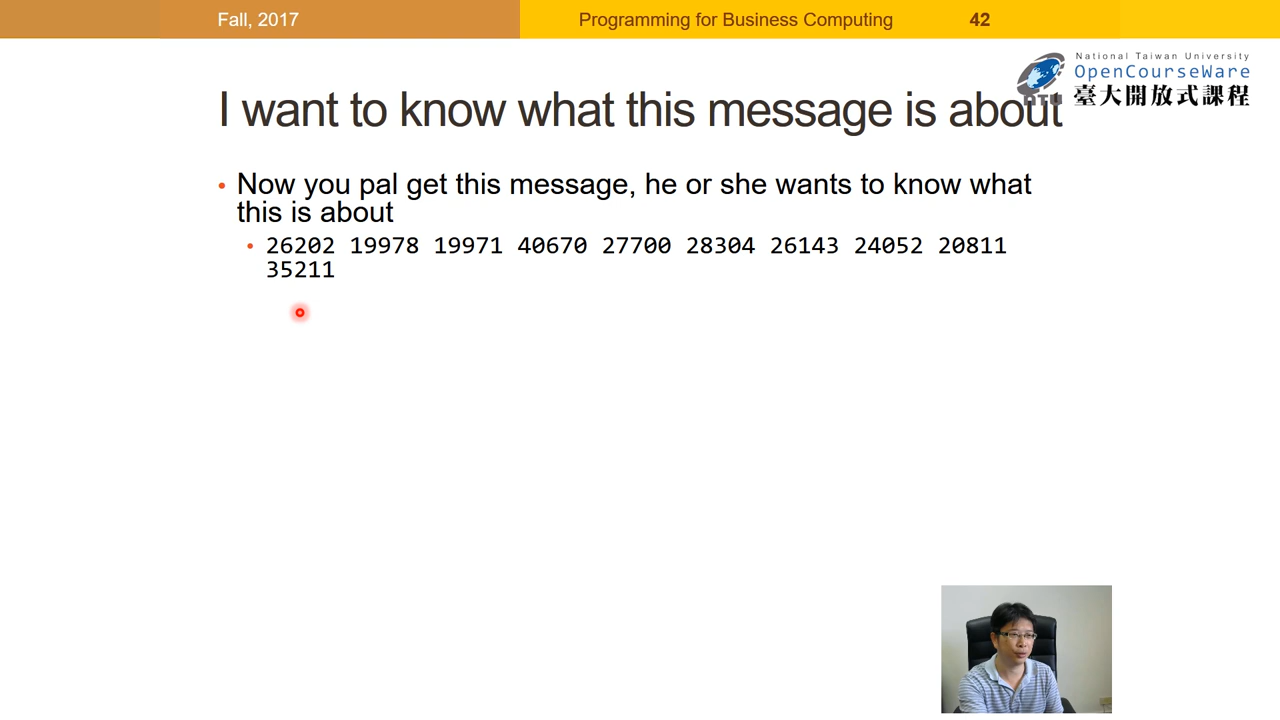 Fall, 2017
Programming for Business Computing
42
National Taiwan University
OpenCourseWare
臺大開放式課程
NTU
I want to know what this message is about
• Now you pal get this message, he or she wants to know what
this is about
• 26202 19978 19971 40670 27700 28304 26143 24052 20811
35211